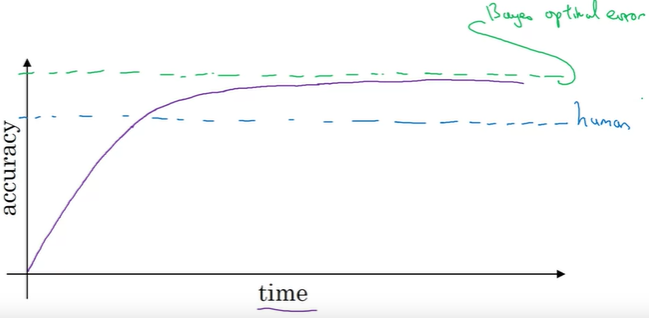 Bayes optimal error
human
accuracy
time